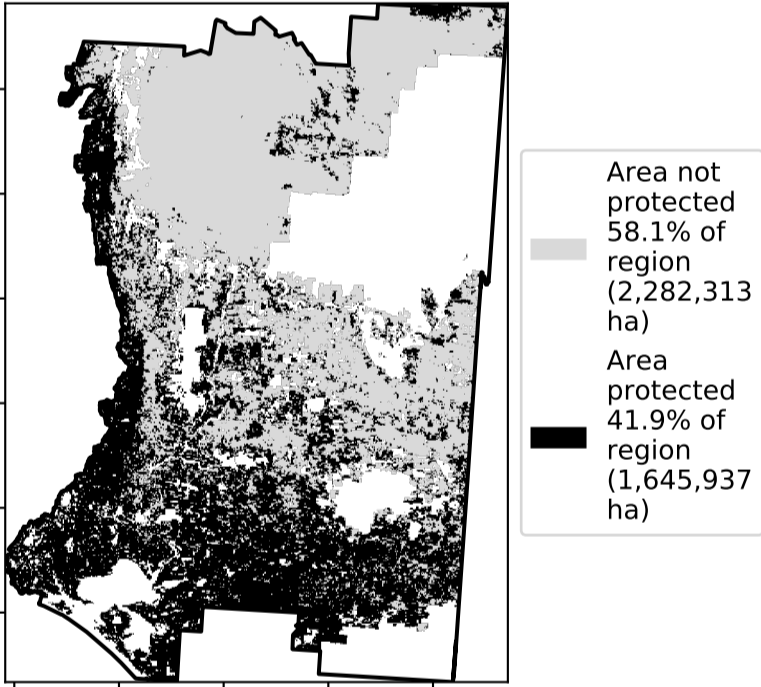 Area not
protected
58.1% of
region
(2,282,313
ha)
Area
protected
41.9% of
region
(1,645,937
ha)